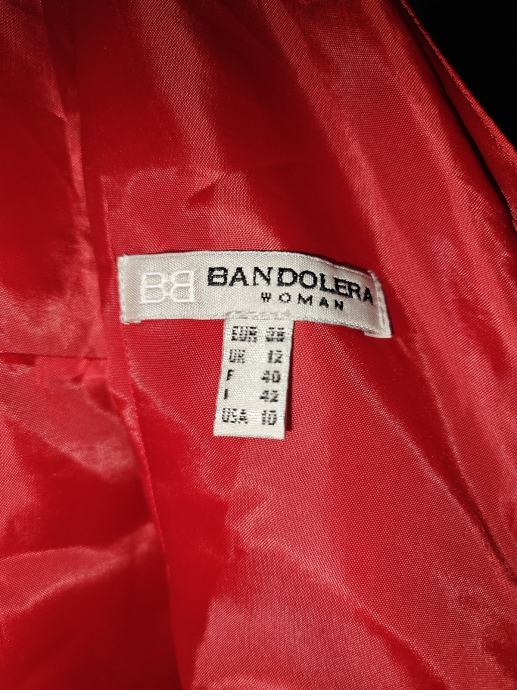 BB BANDOLERA
WOMAN
EUR 38
UK 12
F 40
I 42
USA 10